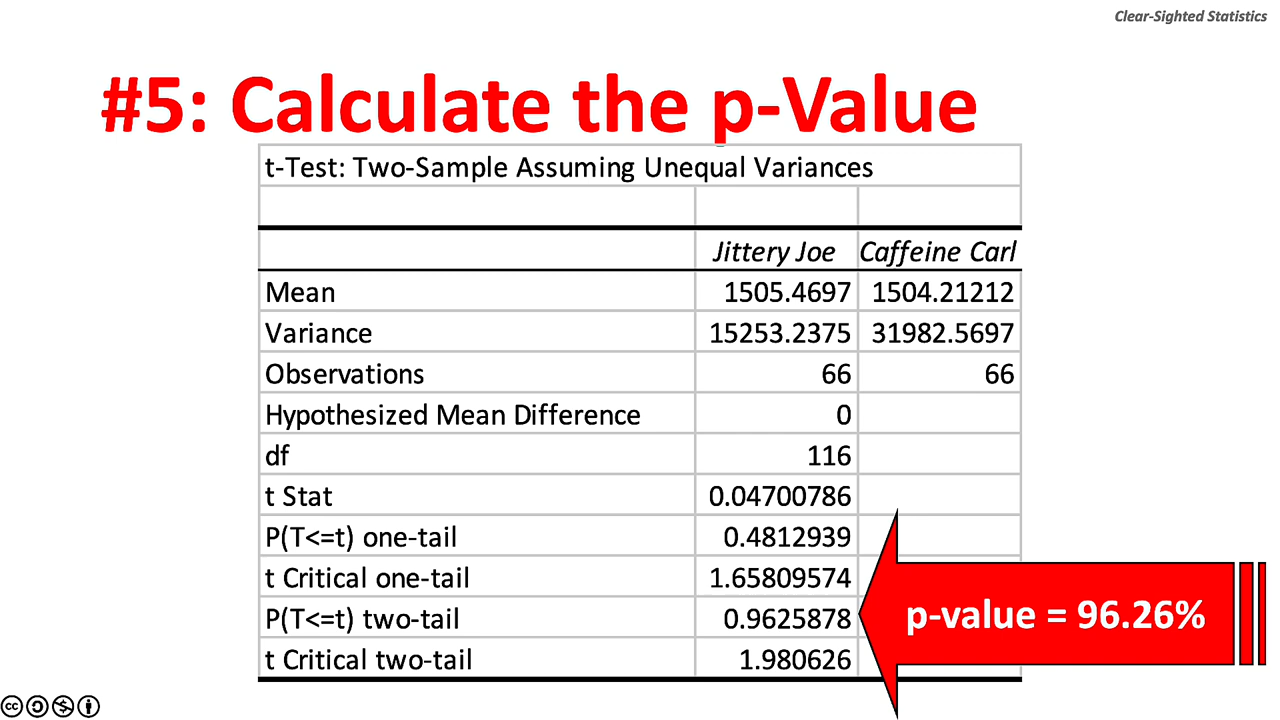 Clear-Sighted Statistics
#5: Calculate the p-Value
t-Test: Two-Sample Assuming Unequal Variances
Jittery Joe Caffeine Carl
Mean 1505.4697 1504.21212
Variance 15253.2375 31982.5697
Observations 66 66
Hypothesized Mean Difference 0
df 116
t Stat 0.04700786
P(T<=t) one-tail 0.4812939
t Critical one-tail 1.65809574
P(T<=t) two-tail 0.9625878
p-value = 96.26%
t Critical two-tail 1.980626
cc